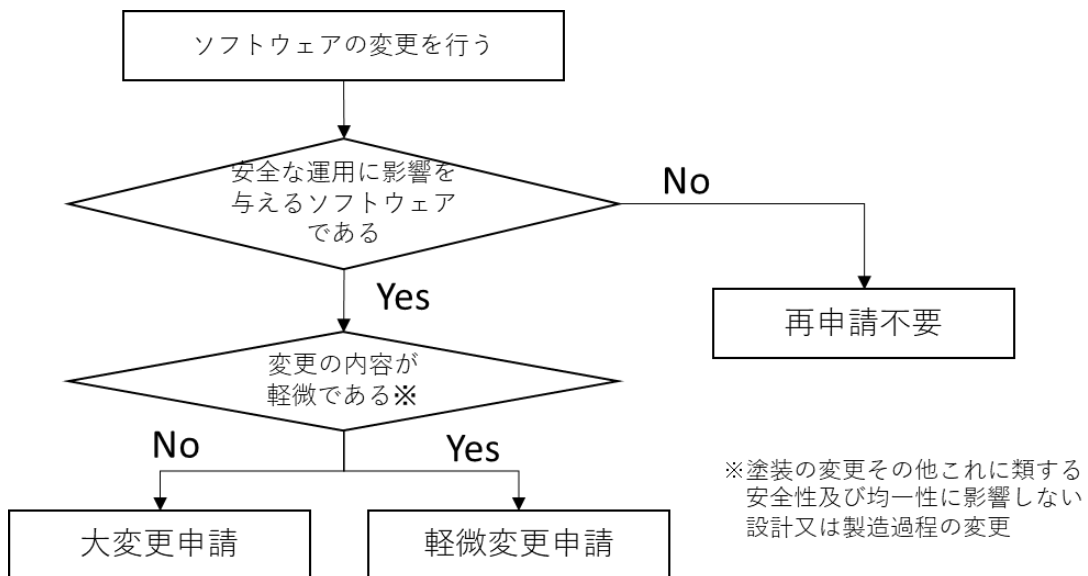 ソフトウェアの変更を行う
安全な運用に影響を
与えるソフトウェア
である
No
Yes
再申請不要
変更の内容が
軽微である※
No
Yes
※塗装の変更その他これに類する
安全性及び均一性に影響しない
設計又は製造過程の変更
大変更申請
軽微変更申請